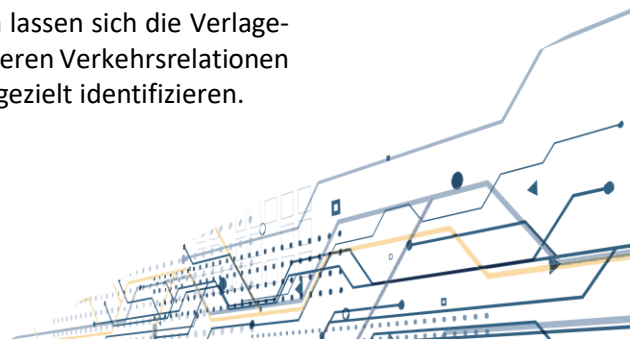 lassen sich die Verlage-
eren Verkehrsrelationen
gezielt identifizieren.